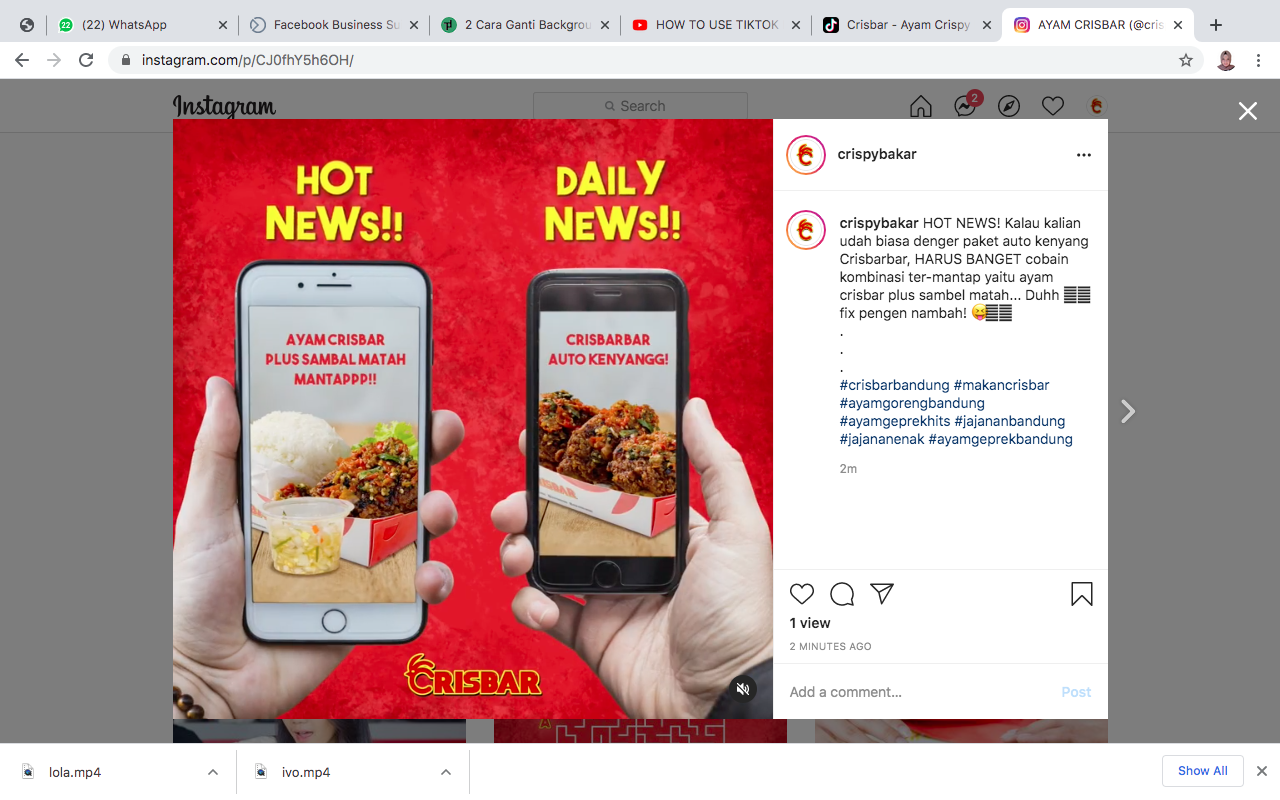 (22) WhatsApp
Facebook Business Su
2 Cara Ganti Backgrou
HOW TO USE TIKTOK
Crisbar - Ayam Crispy
AYAM CRISBAR (@cris
instagram.com/p/CJ0fhY5h6OH/
Instagram
Search
2
HOT
NEWS!!
DAILY
NEWS!!
AYAM CRISBAR
PLUS SAMBAL MATAH
MANTAPPP!!
CRISBARBAR
AUTO KENYANGG!
CRISBAR
CRISBAR
crispybakar
crispybakar HOT NEWS! Kalau kalian
udah biasa denger paket auto kenyang
Crisbarbar, HARUS BANGET cobain
kombinasi ter-mantap yaitu ayam
crisbar plus sambel matah... Duhh
fix pengen nambah! 😝
.
.
.
#crisbarbandung #makancrisbar
#ayamgorengbandung
#ayamgeprekhits #jajananbandung
#jajananenak #ayamgeprekbandung
2m
1 view
2 MINUTES AGO
Add a comment...
Post
lola.mp4
ivo.mp4
Show All